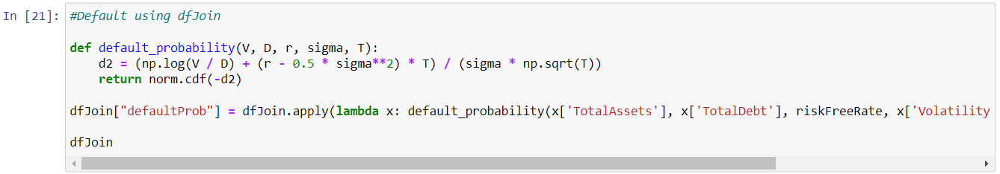 In [21]: #Default using dfJoin
def default_probability(V, D, r, sigma, T):
    d2 = (np.log(V / D) + (r - 0.5 * sigma**2) * T) / (sigma * np.sqrt(T))
    return norm.cdf(-d2)
dfJoin["defaultProb"] = dfJoin.apply(lambda x: default_probability(x['TotalAssets'], x['TotalDebt'], riskFreeRate, x['Volatility
dfJoin